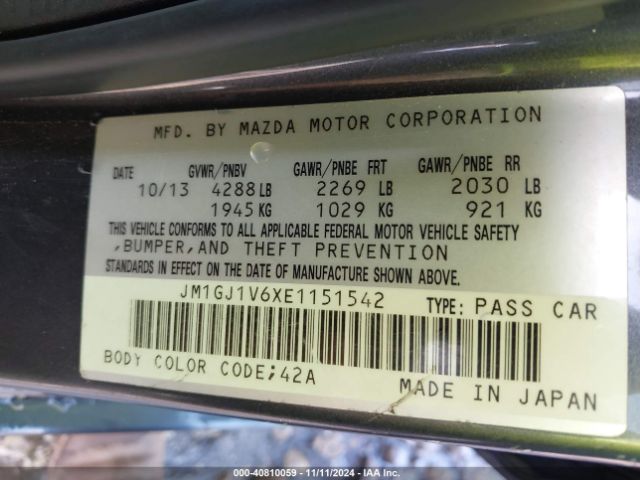 MFD. BY MAZDA MOTOR CORPORATION
DATE GVWR/PNBV GAWR/PNBE FRT GAWR/PNBE RR
10/13 4288 LB 2269 LB 2030 LB
1945 KG 1029 KG 921 KG
THIS VEHICLE CONFORMS TO ALL APPLICABLE FEDERAL MOTOR VEHICLE SAFETY
,BUMPER,AND THEFT PREVENTION
STANDARDS IN EFFECT ON THE DATE OF MANUFACTURE SHOWN ABOVE.
JM1GJ1V6XE1151542 TYPE: PASS CAR
BODY COLOR CODE;42A
MADE IN JAPAN
000-40810059 - 11/11/2024 - IAA Inc.